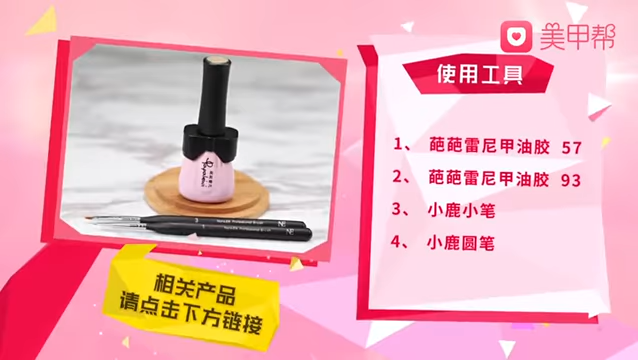 美甲帮
使用工具
1、 葩葩雷尼甲油胶 57
2、 葩葩雷尼甲油胶 93
3、 小鹿小笔
4、 小鹿圆笔
相关产品
请点击下方链接